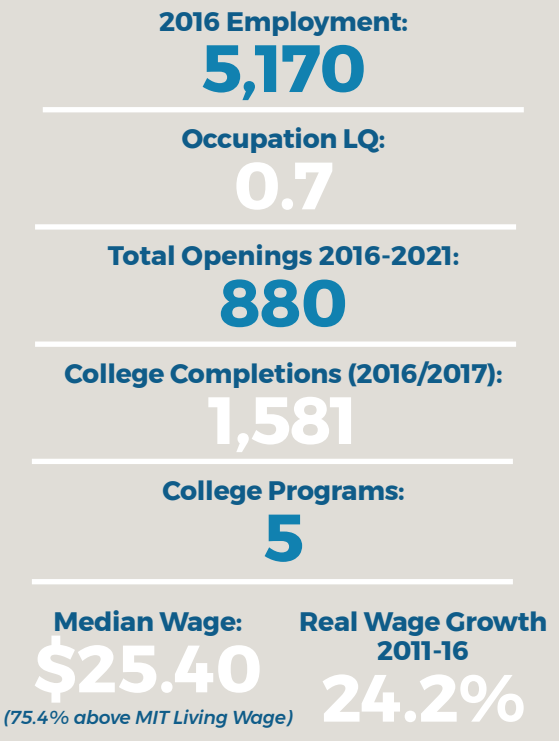 2016 Employment:
5,170
Occupation LQ:
0.7
Total Openings 2016-2021:
880
College Completions (2016/2017):
1,581
College Programs:
5
Median Wage:
$25.40
(75.4% above MIT Living Wage)
Real Wage Growth
2011-16
24.2%